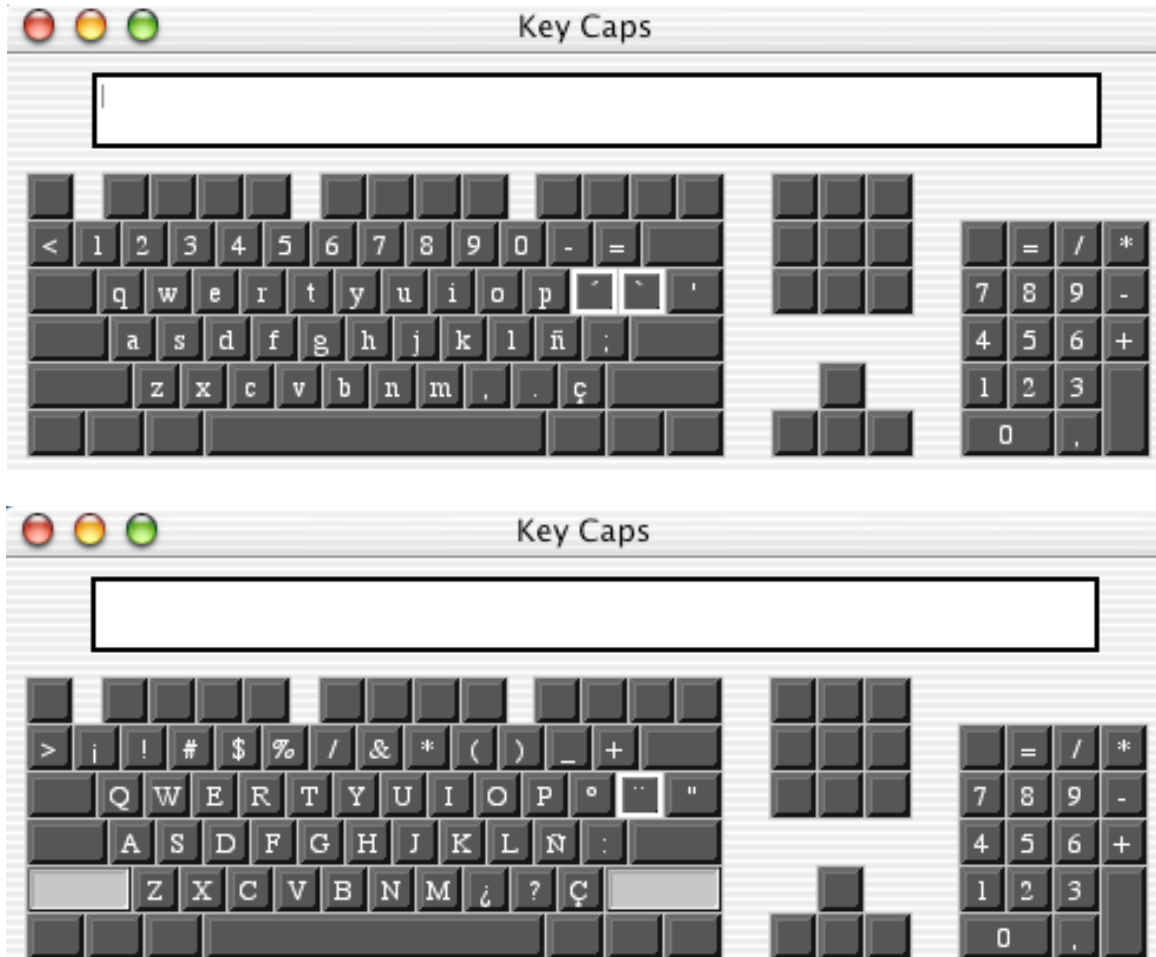 Key Caps
< 1 2 3 4 5 6 7 8 9 0 - = = / *
q w e r t y u i o p ´ ` ' 7 8 9 -
a s d f g h j k l ñ ; 4 5 6 +
z x c v b n m , . ç 1 2 3
0 ,
Key Caps
> ¡ ! # $ % / & * ( ) _ + = / *
Q W E R T Y U I O P º ¨ " 7 8 9 -
A S D F G H J K L Ñ : 4 5 6 +
Z X C V B N M ¿ ? Ç 1 2 3
0 ,